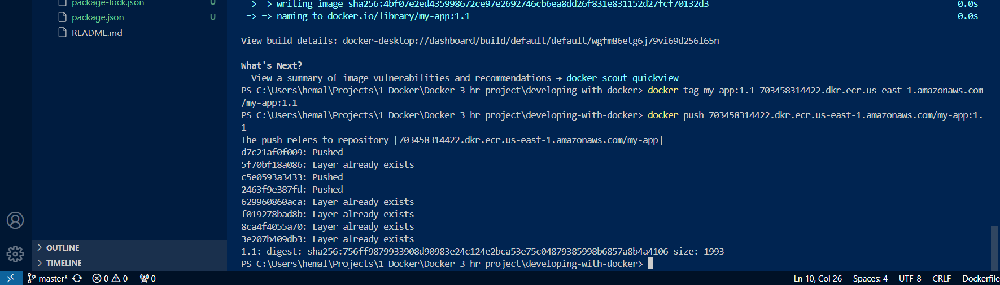 package-lock.json U
package.json U
README.md
OUTLINE
TIMELINE
=> => writing image sha256:4bf07e2ed435998672ce97e2692746cb6ea8dd26f831e831152d27fcf70132d3 0.0s
=> => naming to docker.io/library/my-app:1.1 0.0s
View build details: docker-desktop://dashboard/build/default/default/wgfm86etg6j79vi69d256l65n
What's Next?
View a summary of image vulnerabilities and recommendations → docker scout quickview
PS C:\Users\hemal\Projects\1 Docker\Docker 3 hr project\developing-with-docker> docker tag my-app:1.1 703458314422.dkr.ecr.us-east-1.amazonaws.com
/my-app:1.1
PS C:\Users\hemal\Projects\1 Docker\Docker 3 hr project\developing-with-docker> docker push 703458314422.dkr.ecr.us-east-1.amazonaws.com/my-app:1.
1
The push refers to repository [703458314422.dkr.ecr.us-east-1.amazonaws.com/my-app]
d7c21af0f009: Pushed
5f70bf18a086: Layer already exists
c5e0593a3433: Pushed
2463f9e387fd: Pushed
629960860aca: Layer already exists
f019278bad8b: Layer already exists
8ca4f4055a70: Layer already exists
3e207b409db3: Layer already exists
1.1: digest: sha256:756ff9879933908d90983e24c124e2bca53e75c04879385998b6857a8b4a4106 size: 1993
PS C:\Users\hemal\Projects\1 Docker\Docker 3 hr project\developing-with-docker>
master* 0 0 0 Ln 10, Col 26 Spaces: 4 UTF-8 CRLF Dockerfile